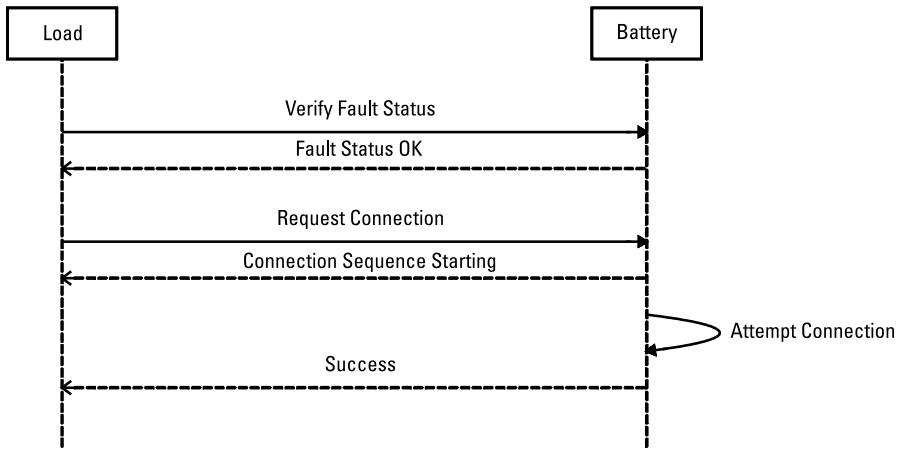 Load
Battery
Verify Fault Status
Fault Status OK
Request Connection
Connection Sequence Starting
Attempt Connection
Success